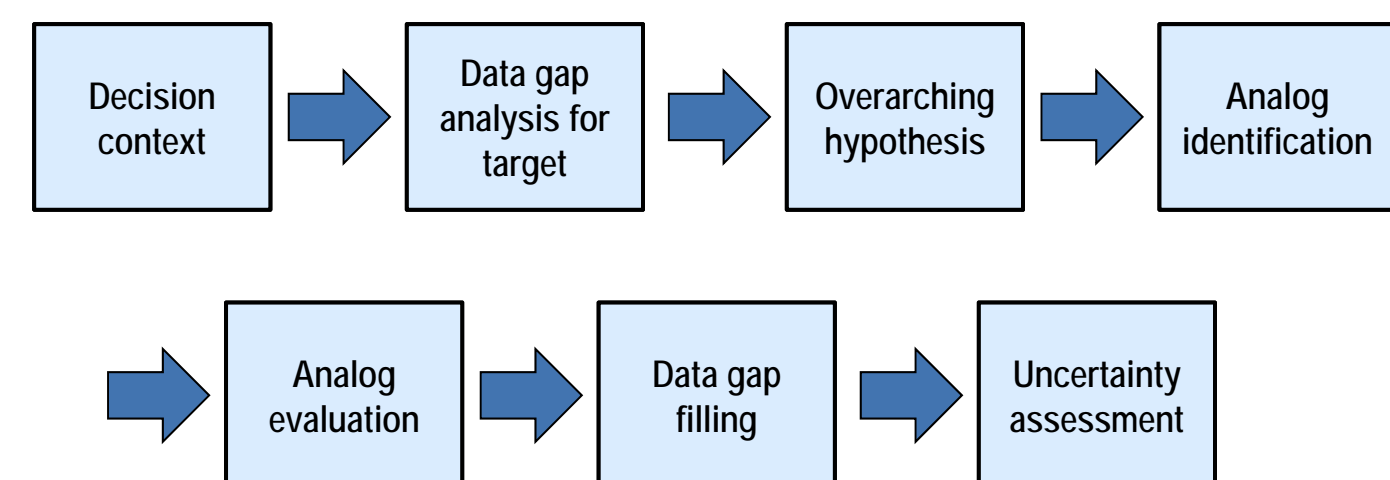 Decision
context
Data gap
analysis for
target
Overarching
hypothesis
Analog
identification
Analog
evaluation
Data gap
filling
Uncertainty
assessment